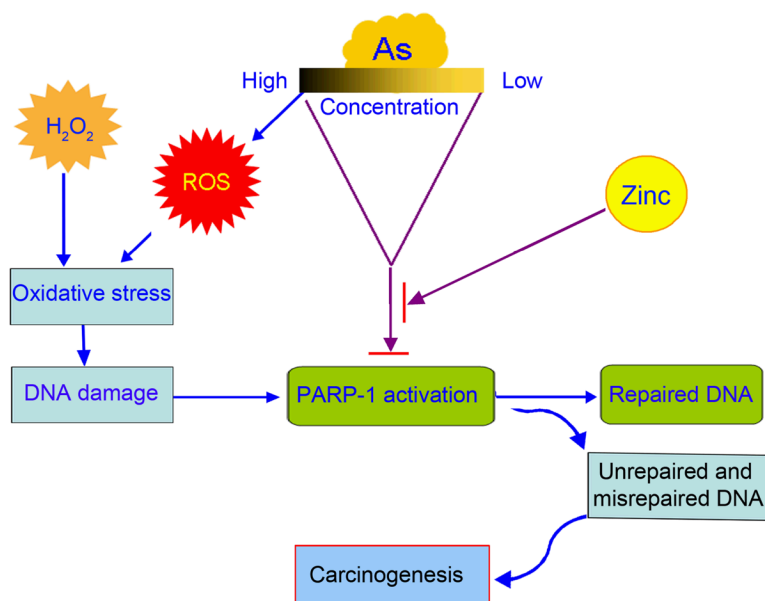 As
High
Low
Concentration
H₂O₂
ROS
Zinc
Oxidative stress
DNA damage
PARP-1 activation
Repaired DNA
Unrepaired and
misrepaired DNA
Carcinogenesis